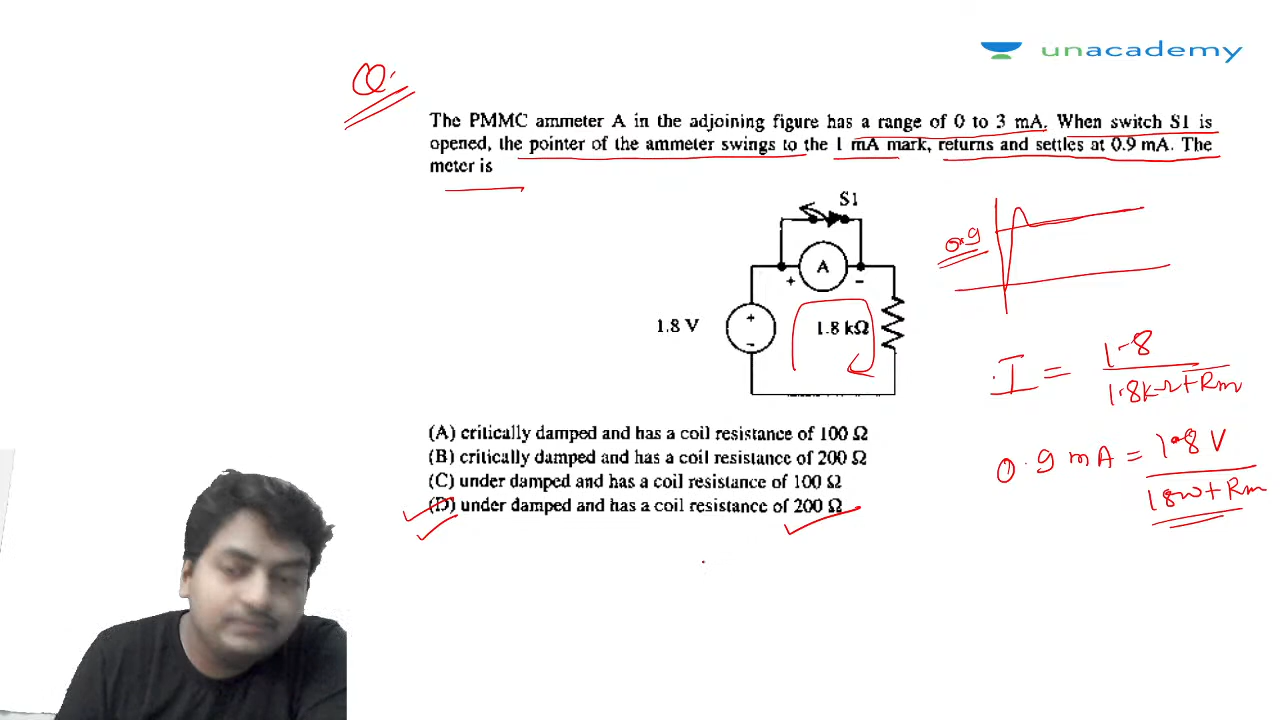 unacademy
Q.
The PMMC ammeter A in the adjoining figure has a range of 0 to 3 mA. When switch S1 is
opened, the pointer of the ammeter swings to the 1 mA mark, returns and settles at 0.9 mA. The
meter is
S1
A
+ -
1.8 V
+
-
1.8 kΩ
0.9
I = 1.8 / 1.8kΩ+Rm
0.9 mA = 1.8 V / 1800+Rm
(A) critically damped and has a coil resistance of 100 Ω
(B) critically damped and has a coil resistance of 200 Ω
(C) under damped and has a coil resistance of 100 Ω
(D) under damped and has a coil resistance of 200 Ω